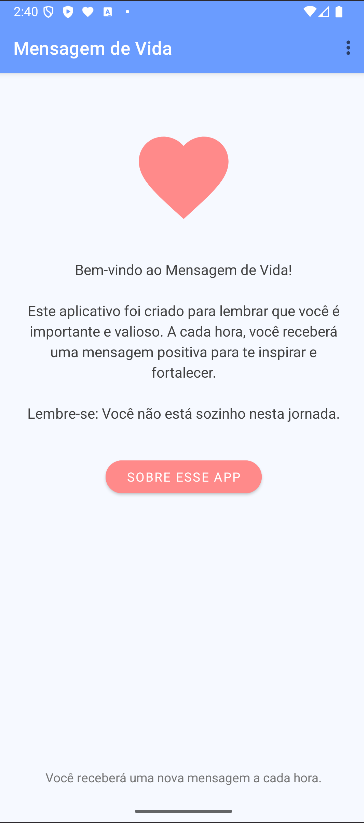 2:40
Mensagem de Vida
Bem-vindo ao Mensagem de Vida!
Este aplicativo foi criado para lembrar que você é
importante e valioso. A cada hora, você receberá
uma mensagem positiva para te inspirar e
fortalecer.
Lembre-se: Você não está sozinho nesta jornada.
SOBRE ESSE APP
Você receberá uma nova mensagem a cada hora.